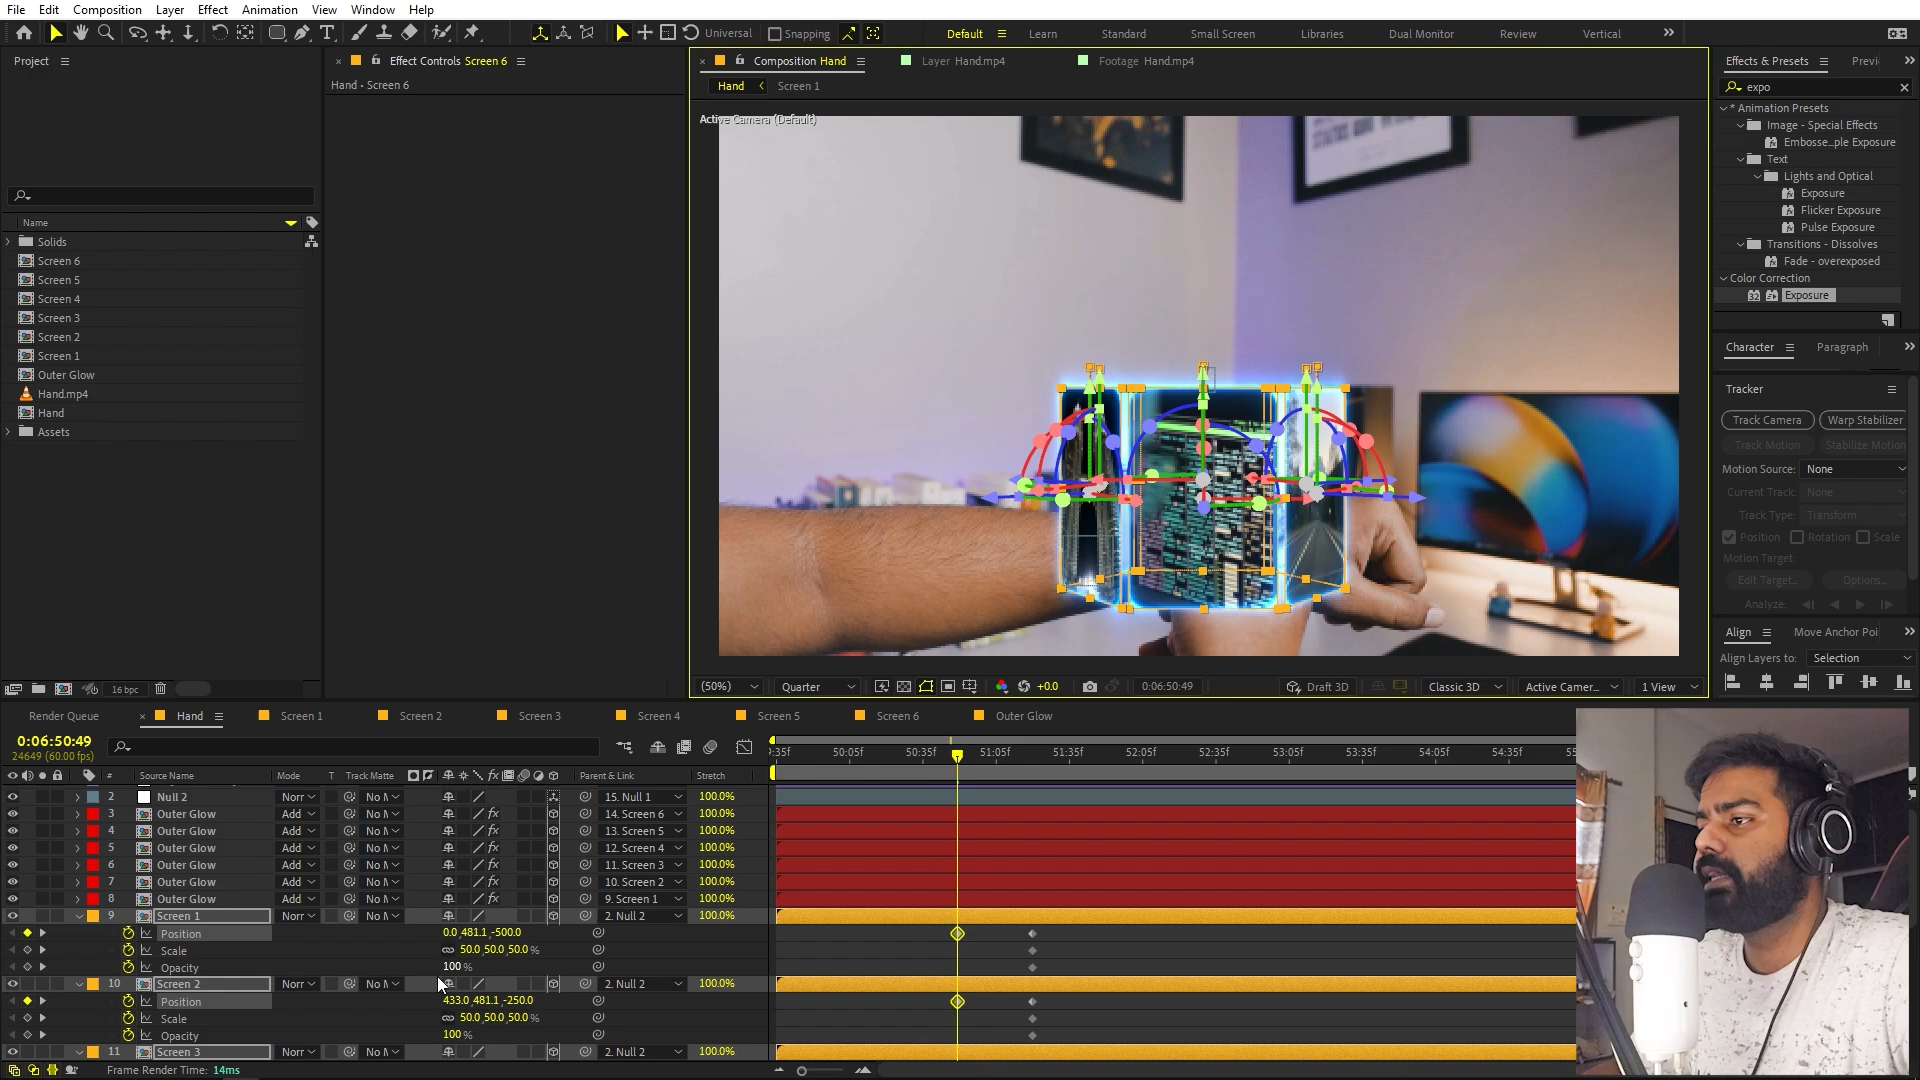 File Edit Composition Layer Effect Animation View Window Help
Universal Snapping Default Learn Standard Small Screen Libraries Dual Monitor Review Vertical
Project
Name
Solids
Screen 6
Screen 5
Screen 4
Screen 3
Screen 2
Screen 1
Outer Glow
Hand.mp4
Hand
Assets
16 bpc
Effect Controls Screen 6
Hand • Screen 6
Composition Hand Layer Hand.mp4 Footage Hand.mp4
Hand Screen 1
Active Camera (Default)
(50%) Quarter +0.0 0:06:50:49 Draft 3D Classic 3D Active Camer... 1 View
Effects & Presets Previ
expo
* Animation Presets
Image - Special Effects
Embosse...ple Exposure
Text
Lights and Optical
Exposure
Flicker Exposure
Pulse Exposure
Transitions - Dissolves
Fade - overexposed
Color Correction
32 Exposure
Character Paragraph
Tracker
Track Camera Warp Stabilizer
Track Motion Stabilize Motion
Motion Source: None
Current Track: None
Track Type: Transform
Position Rotation Scale
Motion Target:
Edit Target... Options...
Analyze:
Align Move Anchor Poi
Align Layers to: Selection
Render Queue Hand Screen 1 Screen 2 Screen 3 Screen 4 Screen 5 Screen 6 Outer Glow
0:06:50:49
24649 (60.00 fps)
:35f 50:05f 50:35f 51:05f 51:35f 52:05f 52:35f 53:05f 53:35f 54:05f 54:35f 55
# Source Name Mode T Track Matte fx Parent & Link Stretch
2 Null 2 Norr No M 15. Null 1 100.0%
3 Outer Glow Add No M fx 14. Screen 6 100.0%
4 Outer Glow Add No M fx 13. Screen 5 100.0%
5 Outer Glow Add No M fx 12. Screen 4 100.0%
6 Outer Glow Add No M fx 11. Screen 3 100.0%
7 Outer Glow Add No M fx 10. Screen 2 100.0%
8 Outer Glow Add No M fx 9. Screen 1 100.0%
9 Screen 1 Norr No M 2. Null 2 100.0%
Position 0.0,481.1,-500.0
Scale 50.0,50.0,50.0 %
Opacity 100 %
10 Screen 2 Norr No M 2. Null 2 100.0%
Position 433.0,481.1,-250.0
Scale 50.0,50.0,50.0 %
Opacity 100 %
11 Screen 3 Norr No M 2. Null 2 100.0%
Frame Render Time: 14ms